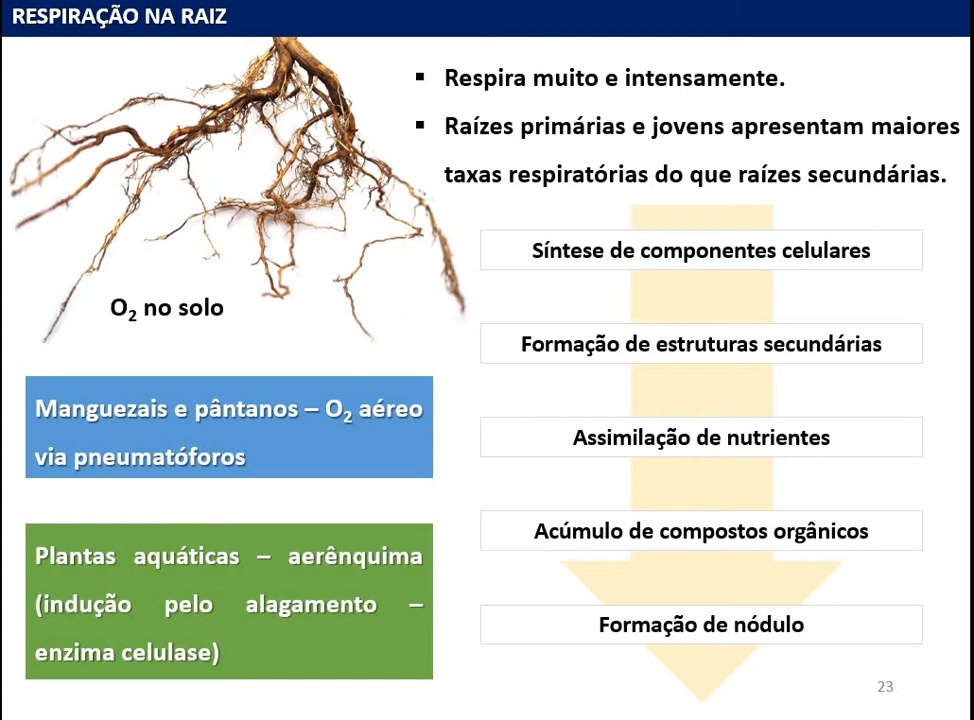 RESPIRAÇÃO NA RAIZ
▪ Respira muito e intensamente.
▪ Raízes primárias e jovens apresentam maiores
taxas respiratórias do que raízes secundárias.
O₂ no solo
Manguezais e pântanos – O₂ aéreo
via pneumatóforos
Plantas aquáticas – aerênquima
(indução pelo alagamento –
enzima celulase)
Síntese de componentes celulares
Formação de estruturas secundárias
Assimilação de nutrientes
Acúmulo de compostos orgânicos
Formação de nódulo
23